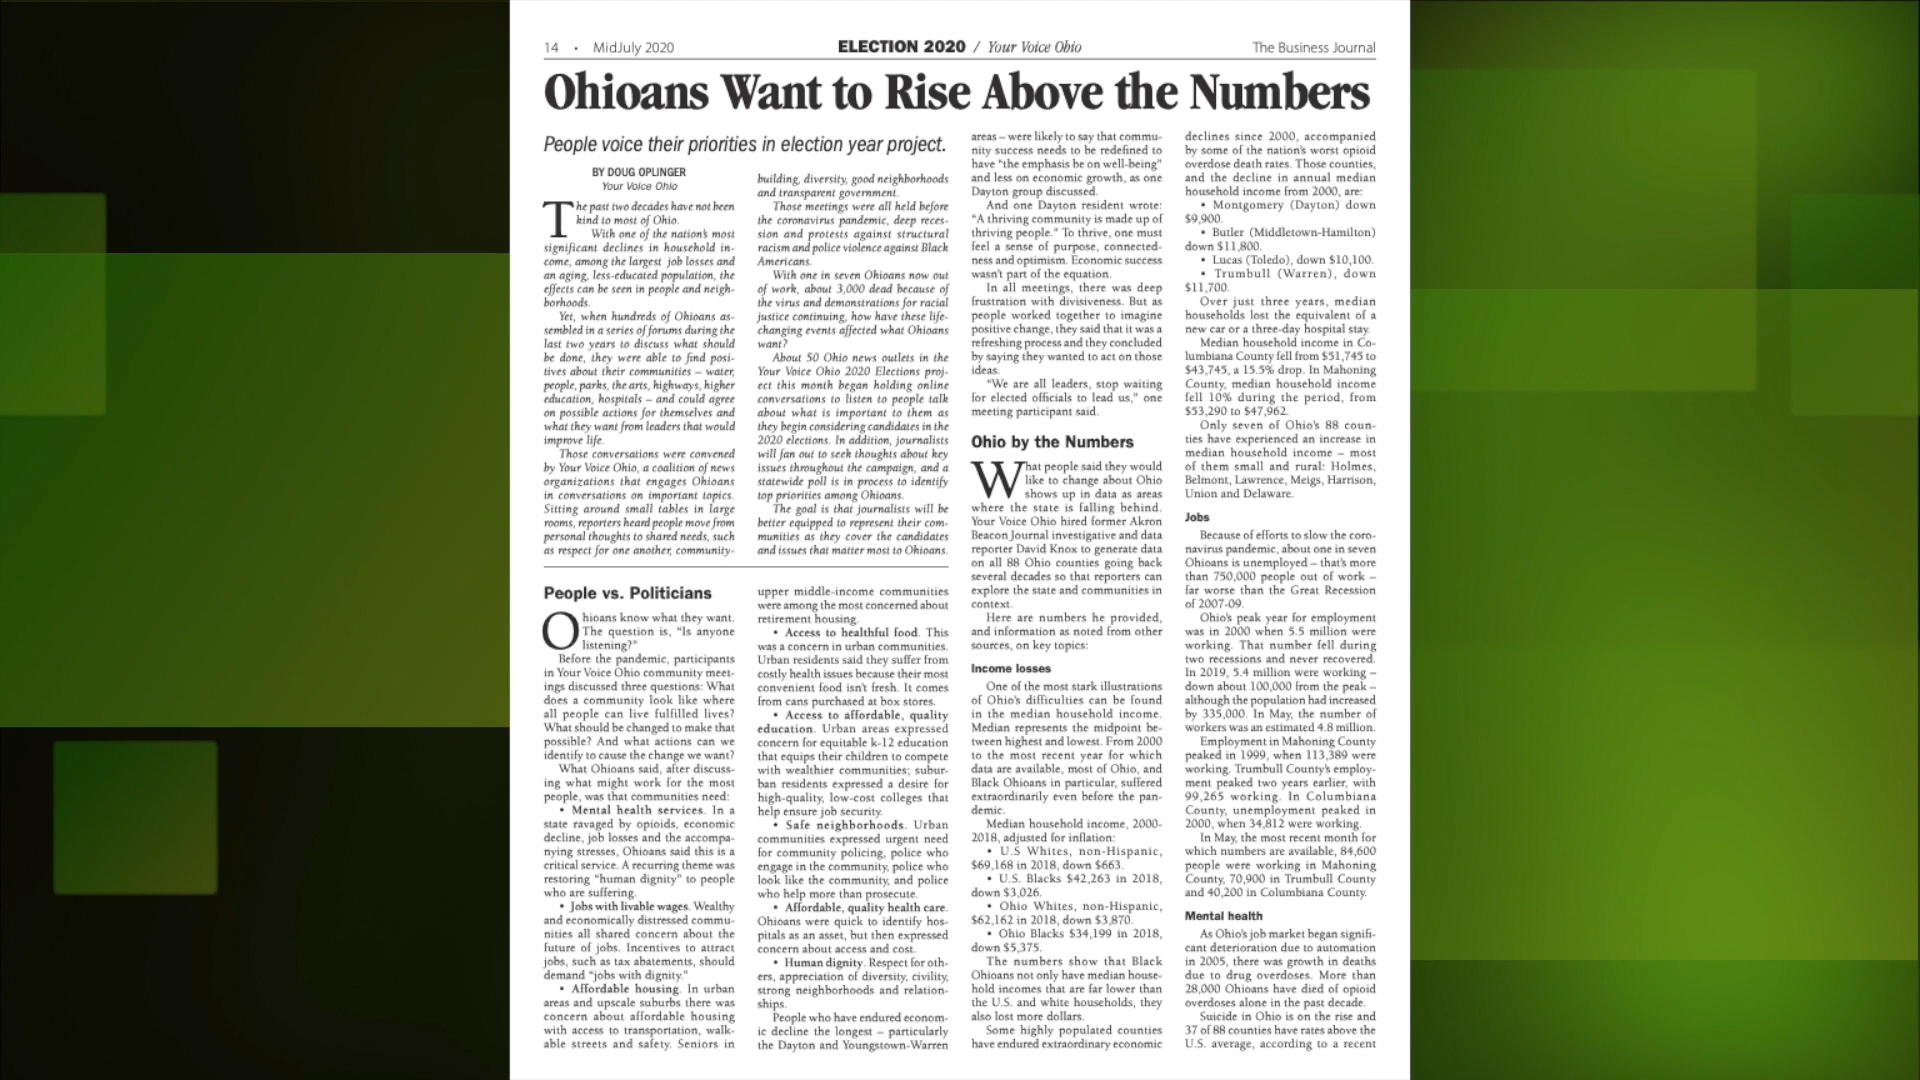 14 • MidJuly 2020
ELECTION 2020 / Your Voice Ohio
The Business Journal
Ohioans Want to Rise Above the Numbers
People voice their priorities in election year project.
BY DOUG OPLINGER
Your Voice Ohio
The past two decades have not been
kind to most of Ohio.
With one of the nation's most
significant declines in household in-
come, among the largest job losses and
an aging, less-educated population, the
effects can be seen in people and neigh-
borhoods.
Yet, when hundreds of Ohioans as-
sembled in a series of forums during the
last two years to discuss what should
be done, they were able to find posi-
tives about their communities – water,
people, parks, the arts, highways, higher
education, hospitals – and could agree
on possible actions for themselves and
what they want from leaders that would
improve life.
Those conversations were convened
by Your Voice Ohio, a coalition of news
organizations that engages Ohioans
in conversations on important topics.
Sitting around small tables in large
rooms, reporters heard people move from
personal thoughts to shared needs, such
as respect for one another, community-
building, diversity, good neighborhoods
and transparent government.
Those meetings were all held before
the coronavirus pandemic, deep reces-
sion and protests against structural
racism and police violence against Black
Americans.
With one in seven Ohioans now out
of work, about 3,000 dead because of
the virus and demonstrations for racial
justice continuing, how have these life-
changing events affected what Ohioans
want?
About 50 Ohio news outlets in the
Your Voice Ohio 2020 Elections proj-
ect this month began holding online
conversations to listen to people talk
about what is important to them as
they begin considering candidates in the
2020 elections. In addition, journalists
will fan out to seek thoughts about key
issues throughout the campaign, and a
statewide poll is in process to identify
top priorities among Ohioans.
The goal is that journalists will be
better equipped to represent their com-
munities as they cover the candidates
and issues that matter most to Ohioans.
People vs. Politicians
Ohioans know what they want.
The question is, “Is anyone
listening?”
Before the pandemic, participants
in Your Voice Ohio community meet-
ings discussed three questions: What
does a community look like where
all people can live fulfilled lives?
What should be changed to make that
possible? And what actions can we
identify to cause the change we want?
What Ohioans said, after discuss-
ing what might work for the most
people, was that communities need:
• Mental health services. In a
state ravaged by opioids, economic
decline, job losses and the accompa-
nying stresses, Ohioans said this is a
critical service. A recurring theme was
restoring “human dignity” to people
who are suffering.
• Jobs with livable wages. Wealthy
and economically distressed commu-
nities all shared concern about the
future of jobs. Incentives to attract
jobs, such as tax abatements, should
demand “jobs with dignity.”
• Affordable housing. In urban
areas and upscale suburbs there was
concern about affordable housing
with access to transportation, walk-
able streets and safety. Seniors in
upper middle-income communities
were among the most concerned about
retirement housing.
• Access to healthful food. This
was a concern in urban communities.
Urban residents said they suffer from
costly health issues because their most
convenient food isn't fresh. It comes
from cans purchased at box stores.
• Access to affordable, quality
education. Urban areas expressed
concern for equitable k-12 education
that equips their children to compete
with wealthier communities; subur-
ban residents expressed a desire for
high-quality, low-cost colleges that
help ensure job security.
• Safe neighborhoods. Urban
communities expressed urgent need
for community policing, police who
engage in the community, police who
look like the community, and police
who help more than prosecute.
• Affordable, quality health care.
Ohioans were quick to identify hos-
pitals as an asset, but then expressed
concern about access and cost.
• Human dignity. Respect for oth-
ers, appreciation of diversity, civility,
strong neighborhoods and relation-
ships.
People who have endured econom-
ic decline the longest – particularly
the Dayton and Youngstown-Warren
areas – were likely to say that commu-
nity success needs to be redefined to
have “the emphasis be on well-being”
and less on economic growth, as one
Dayton group discussed.
And one Dayton resident wrote:
“A thriving community is made up of
thriving people.” To thrive, one must
feel a sense of purpose, connected-
ness and optimism. Economic success
wasn't part of the equation.
In all meetings, there was deep
frustration with divisiveness. But as
people worked together to imagine
positive change, they said that it was a
refreshing process and they concluded
by saying they wanted to act on those
ideas.
“We are all leaders, stop waiting
for elected officials to lead us,” one
meeting participant said.
Ohio by the Numbers
What people said they would
like to change about Ohio
shows up in data as areas
where the state is falling behind.
Your Voice Ohio hired former Akron
Beacon Journal investigative and data
reporter David Knox to generate data
on all 88 Ohio counties going back
several decades so that reporters can
explore the state and communities in
context.
Here are numbers he provided,
and information as noted from other
sources, on key topics:
Income losses
One of the most stark illustrations
of Ohio's difficulties can be found
in the median household income.
Median represents the midpoint be-
tween highest and lowest. From 2000
to the most recent year for which
data are available, most of Ohio, and
Black Ohioans in particular, suffered
extraordinarily even before the pan-
demic.
Median household income, 2000-
2018, adjusted for inflation:
• U.S Whites, non-Hispanic,
$69,168 in 2018, down $663.
• U.S. Blacks $42,263 in 2018,
down $3,026.
• Ohio Whites, non-Hispanic,
$62,162 in 2018, down $3,870.
• Ohio Blacks $34,199 in 2018,
down $5,375.
The numbers show that Black
Ohioans not only have median house-
hold incomes that are far lower than
the U.S. and white households, they
also lost more dollars.
Some highly populated counties
have endured extraordinary economic
declines since 2000, accompanied
by some of the nation's worst opioid
overdose death rates. Those counties,
and the decline in annual median
household income from 2000, are:
• Montgomery (Dayton) down
$9,900.
• Butler (Middletown-Hamilton)
down $11,800.
• Lucas (Toledo), down $10,100.
• Trumbull (Warren), down
$11,700.
Over just three years, median
households lost the equivalent of a
new car or a three-day hospital stay.
Median household income in Co-
lumbiana County fell from $51,745 to
$43,745, a 15.5% drop. In Mahoning
County, median household income
fell 10% during the period, from
$53,290 to $47,962.
Only seven of Ohio's 88 coun-
ties have experienced an increase in
median household income – most
of them small and rural: Holmes,
Belmont, Lawrence, Meigs, Harrison,
Union and Delaware.
Jobs
Because of efforts to slow the coro-
navirus pandemic, about one in seven
Ohioans is unemployed – that's more
than 750,000 people out of work –
far worse than the Great Recession
of 2007-09.
Ohio's peak year for employment
was in 2000 when 5.5 million were
working. That number fell during
two recessions and never recovered.
In 2019, 5.4 million were working –
down about 100,000 from the peak –
although the population had increased
by 335,000. In May, the number of
workers was an estimated 4.8 million.
Employment in Mahoning County
peaked in 1999, when 113,389 were
working. Trumbull County's employ-
ment peaked two years earlier, with
99,265 working. In Columbiana
County, unemployment peaked in
2000, when 34,812 were working.
In May, the most recent month for
which numbers are available, 84,600
people were working in Mahoning
County, 70,900 in Trumbull County
and 40,200 in Columbiana County.
Mental health
As Ohio's job market began signifi-
cant deterioration due to automation
in 2005, there was growth in deaths
due to drug overdoses. More than
28,000 Ohioans have died of opioid
overdoses alone in the past decade.
Suicide in Ohio is on the rise and
37 of 88 counties have rates above the
U.S. average, according to a recent